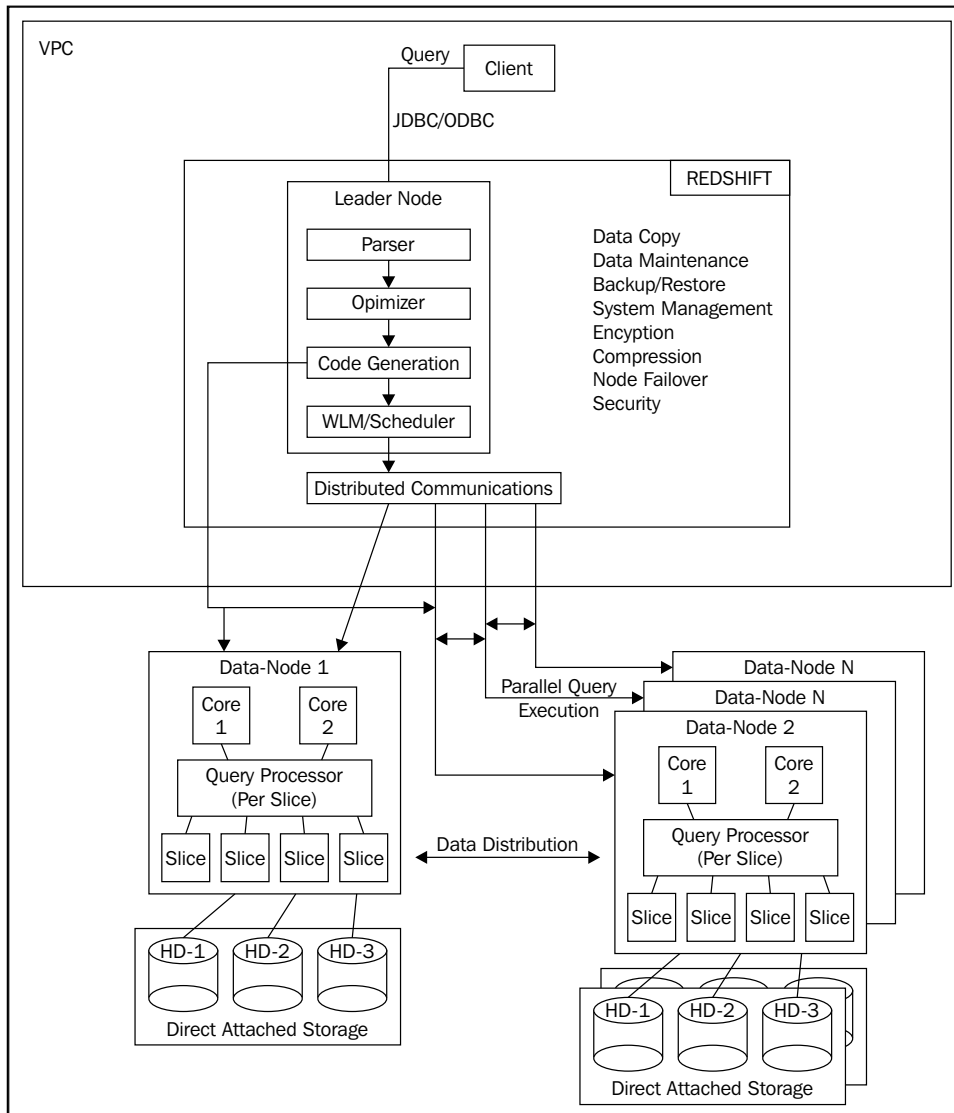 VPC
Query
Client
JDBC/ODBC
REDSHIFT
Leader Node
Parser
Opimizer
Code Generation
WLM/Scheduler
Distributed Communications
Data Copy
Data Maintenance
Backup/Restore
System Management
Encyption
Compression
Node Failover
Security
Data-Node 1
Core
1
Core
2
Query Processor
(Per Slice)
Slice
Slice
Slice
Slice
HD-1
HD-2
HD-3
Direct Attached Storage
Parallel Query
Execution
Data Distribution
Data-Node N
Data-Node N
Data-Node 2
Core
1
Core
2
Query Processor
(Per Slice)
Slice
Slice
Slice
Slice
HD-1
HD-2
HD-3
Direct Attached Storage